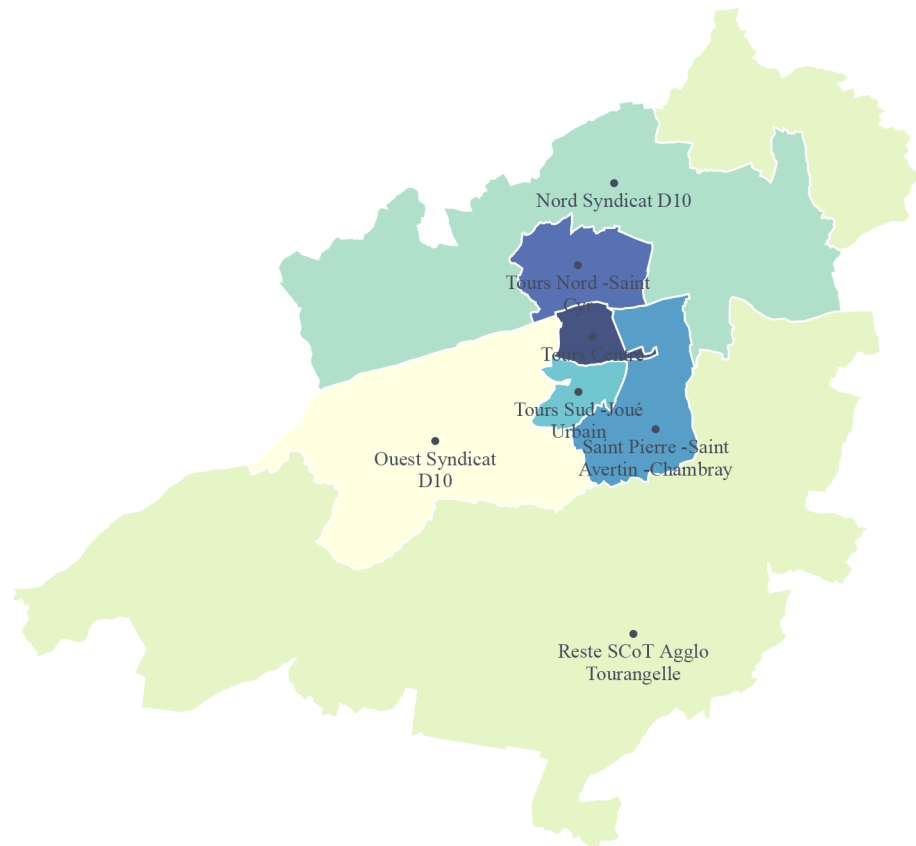 Nord Syndicat D10
Tours Nord -Saint
Cyr
Tours Centre
Tours Sud -Joué
Urbain
Saint Pierre -Saint
Avertin -Chambray
Ouest Syndicat
D10
Reste SCoT Agglo
Tourangelle